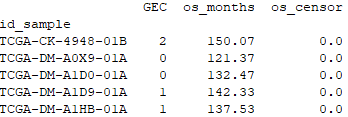 GEC os_months os_censor
id_sample
TCGA-CK-4948-01B 2 150.07 0.0
TCGA-DM-A0X9-01A 0 121.37 0.0
TCGA-DM-A1D0-01A 0 132.47 0.0
TCGA-DM-A1D9-01A 1 142.33 0.0
TCGA-DM-A1HB-01A 1 137.53 0.0